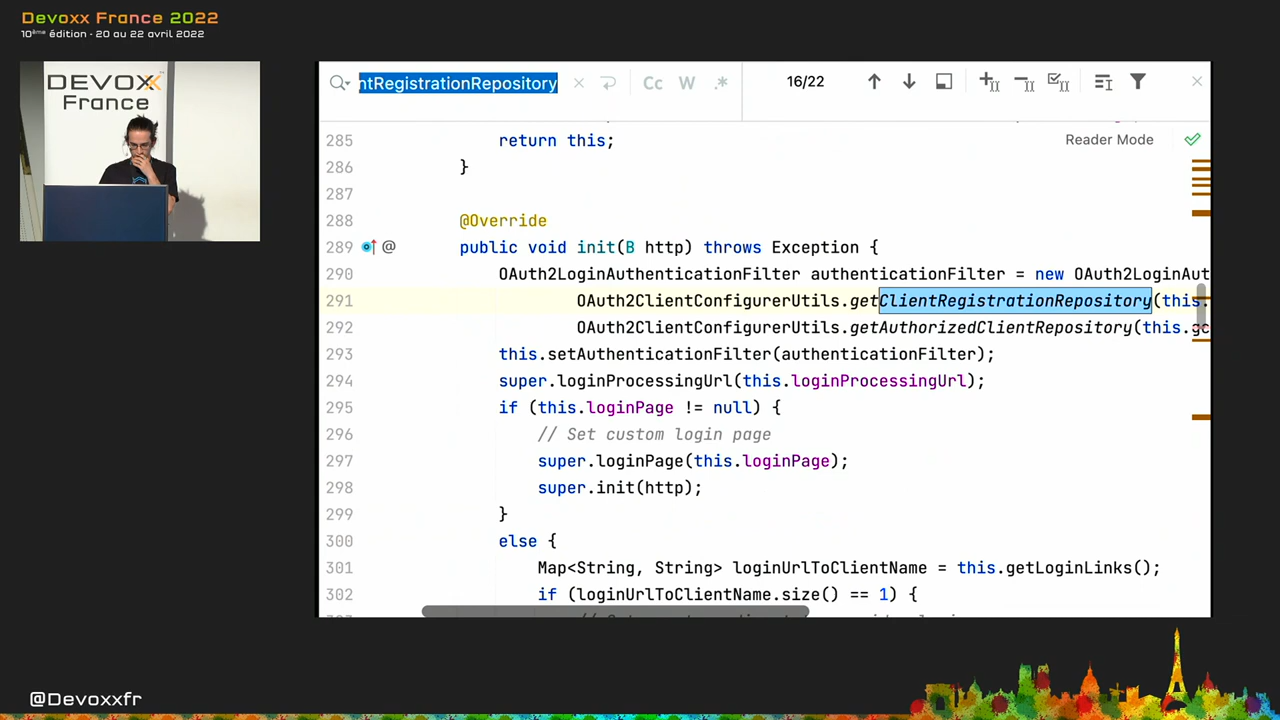 Devoxx France 2022
10ème édition · 20 au 22 avril 2022
DEVOXX
France
ntRegistrationRepository
Cc W .*
16/22
Reader Mode
285 return this;
286 }
287
288 @Override
289 @ public void init(B http) throws Exception {
290 OAuth2LoginAuthenticationFilter authenticationFilter = new OAuth2LoginAut
291 OAuth2ClientConfigurerUtils.getClientRegistrationRepository(this.
292 OAuth2ClientConfigurerUtils.getAuthorizedClientRepository(this.
293 this.setAuthenticationFilter(authenticationFilter);
294 super.loginProcessingUrl(this.loginProcessingUrl);
295 if (this.loginPage != null) {
296 // Set custom login page
297 super.loginPage(this.loginPage);
298 super.init(http);
299 }
300 else {
301 Map<String, String> loginUrlToClientName = this.getLoginLinks();
302 if (loginUrlToClientName.size() == 1) {
@Devoxxfr